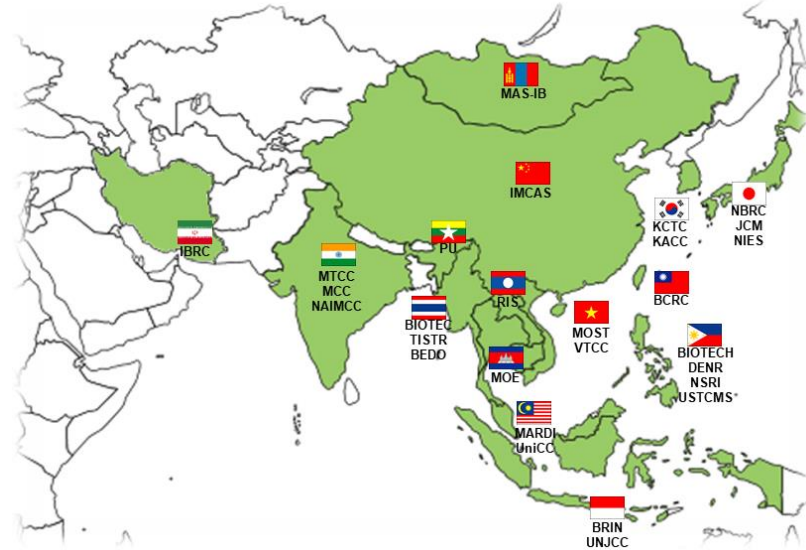 MAS-IB
IMCAS
KCTC
KACC
NBRC
JCM
NIES
IBRC
PU
MTCC
MCC
NAIMCC
RIS
BCRC
BIOTEC
TISTR
BEDO
MOST
VTCC
MOE
BIOTECH
DENR
NSRI
USTCMS*
MARDI
UniCC
BRIN
UNJCC